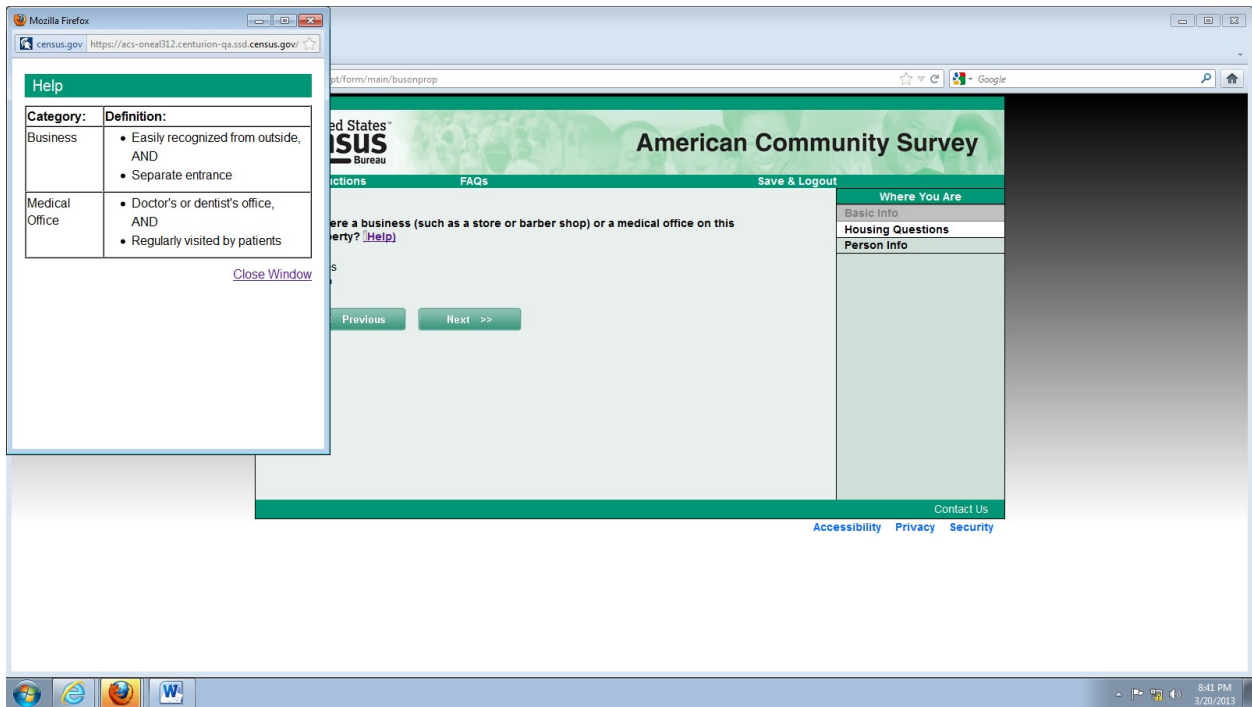 Mozilla Firefox
census.gov https://acs-oneal312.centurion-qa.ssd.census.gov/
Help
Category: Definition:
Business
• Easily recognized from outside,
AND
• Separate entrance
Medical
Office
• Doctor's or dentist's office,
AND
• Regularly visited by patients
Close Window
pt/form/main/busonprop
Google
ed States™
sus
Bureau
American Community Survey
ctions FAQs Save & Logout
ere a business (such as a store or barber shop) or a medical office on this
erty? (Help)
s
Previous Next >>
Where You Are
Basic Info
Housing Questions
Person Info
Contact Us
Accessibility Privacy Security
W
8:41 PM
3/20/2013